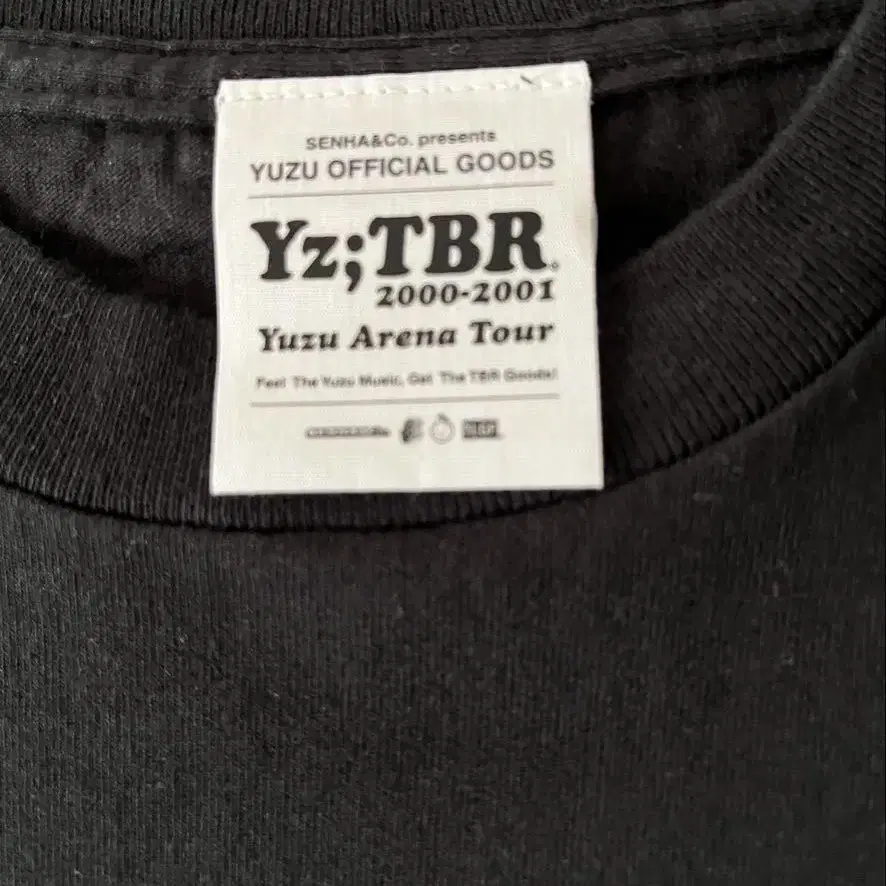 SENHA&Co. presents
YUZU OFFICIAL GOODS
Yz;TBR
2000-2001
Yuzu Arena Tour
Feel The Yuzu Music, Get The TBR Goods!